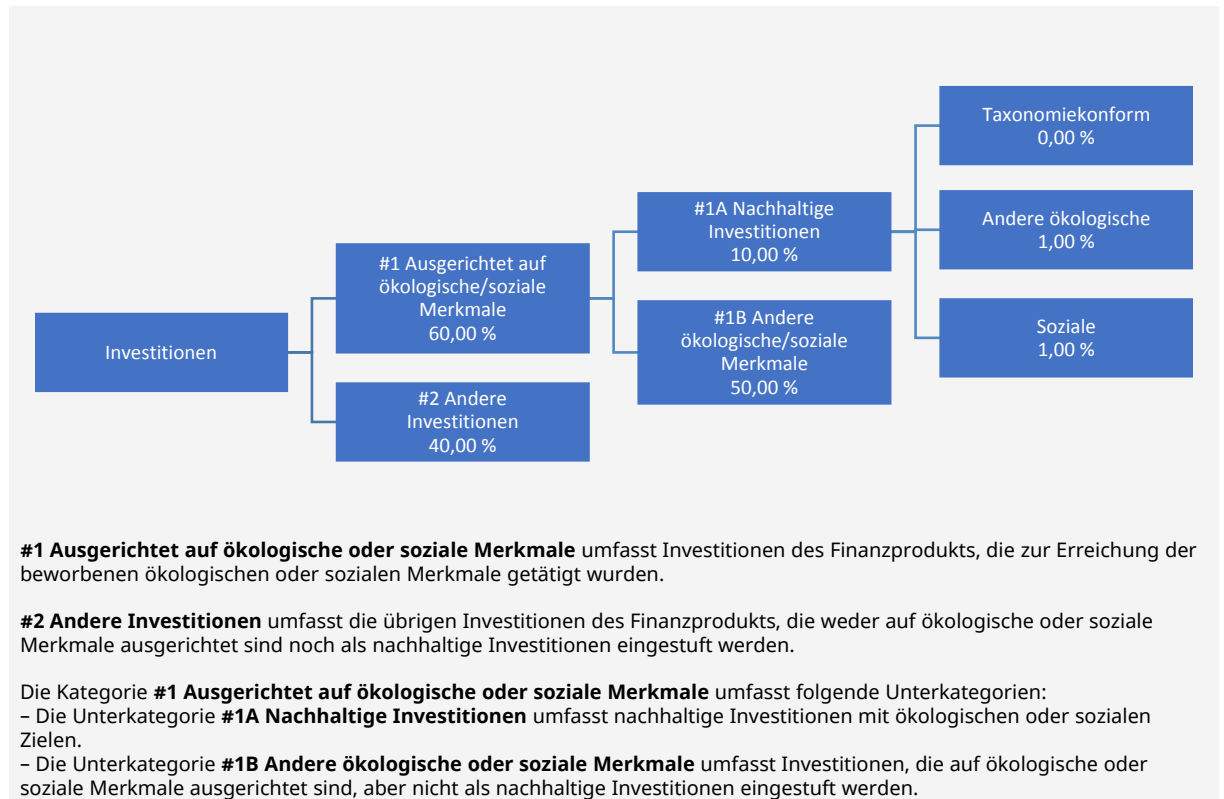 Investitionen
#1 Ausgerichtet auf
ökologische/soziale
Merkmale
60,00 %
#2 Andere
Investitionen
40,00 %
#1A Nachhaltige
Investitionen
10,00 %
#1B Andere
ökologische/soziale
Merkmale
50,00 %
Taxonomiekonform
0,00 %
Andere ökologische
1,00 %
Soziale
1,00 %
#1 Ausgerichtet auf ökologische oder soziale Merkmale umfasst Investitionen des Finanzprodukts, die zur Erreichung der
beworbenen ökologischen oder sozialen Merkmale getätigt wurden.
#2 Andere Investitionen umfasst die übrigen Investitionen des Finanzprodukts, die weder auf ökologische oder soziale
Merkmale ausgerichtet sind noch als nachhaltige Investitionen eingestuft werden.
Die Kategorie #1 Ausgerichtet auf ökologische oder soziale Merkmale umfasst folgende Unterkategorien:
– Die Unterkategorie #1A Nachhaltige Investitionen umfasst nachhaltige Investitionen mit ökologischen oder sozialen
Zielen.
– Die Unterkategorie #1B Andere ökologische oder soziale Merkmale umfasst Investitionen, die auf ökologische oder
soziale Merkmale ausgerichtet sind, aber nicht als nachhaltige Investitionen eingestuft werden.